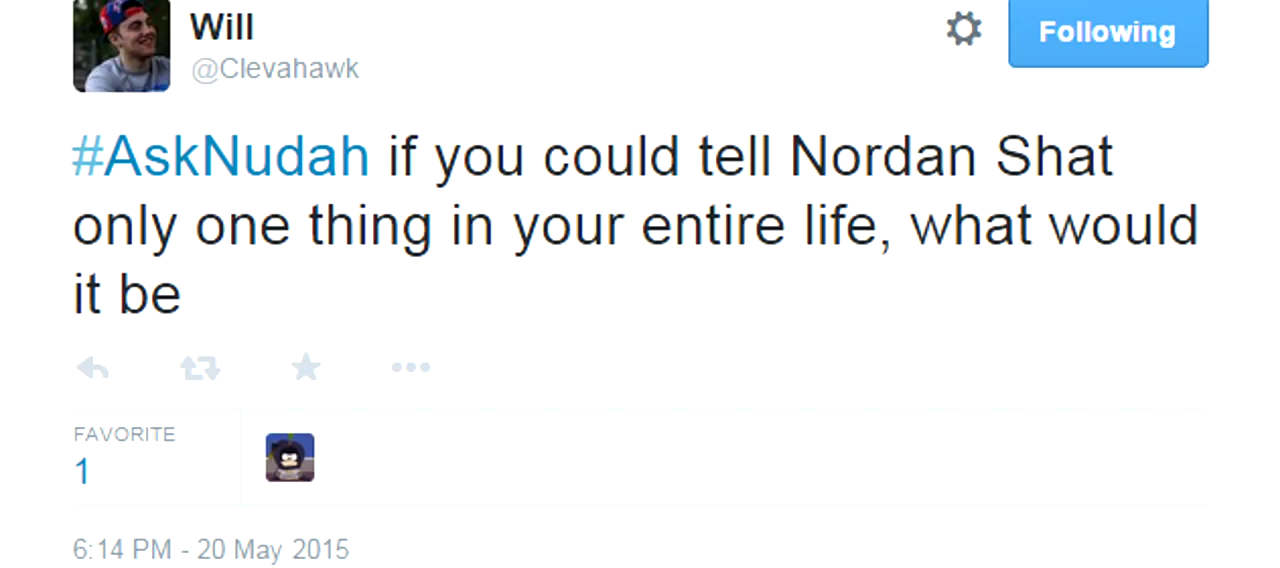 Will
Following
@Clevahawk
#AskNudah if you could tell Nordan Shat
only one thing in your entire life, what would
it be
FAVORITE
1
6:14 PM - 20 May 2015